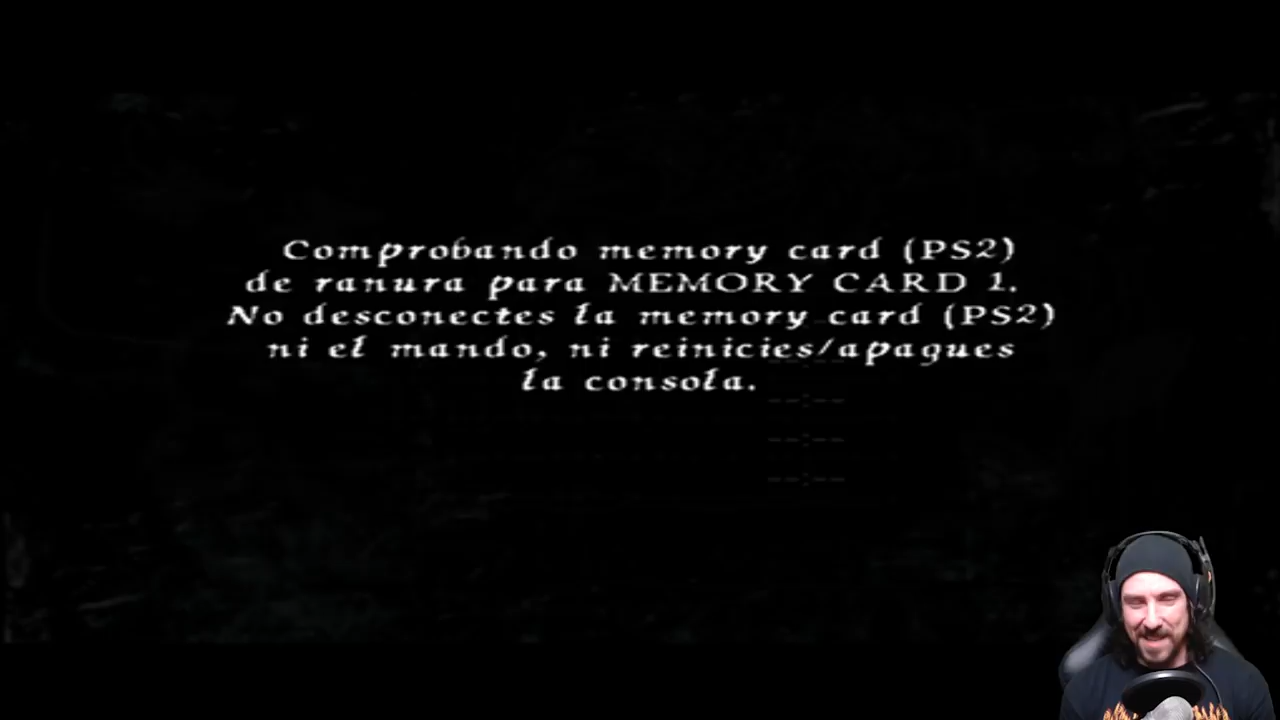 Comprobando memory card (PS2)
de ranura para MEMORY CARD 1.
No desconectes la memory card (PS2)
ni el mando, ni reinicies/apagues
la consola.
--:--
--:--
--:--